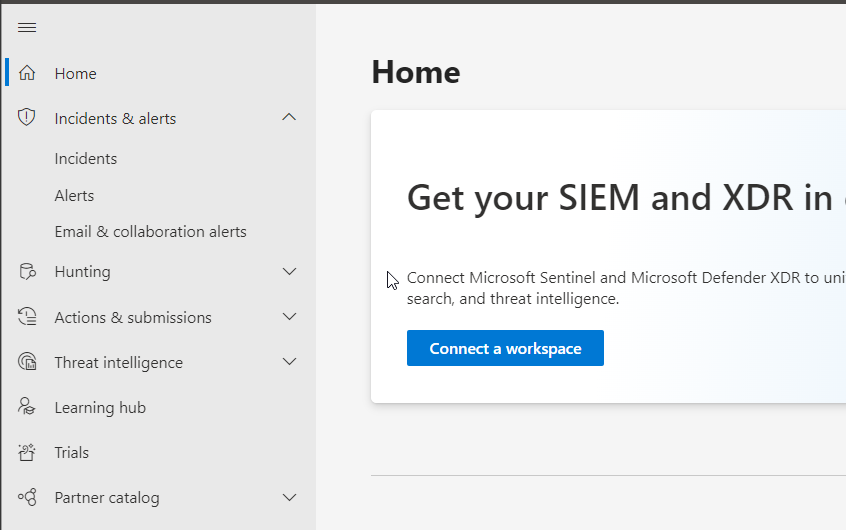 Home
Incidents & alerts
Incidents
Alerts
Email & collaboration alerts
Hunting
Actions & submissions
Threat intelligence
Learning hub
Trials
Partner catalog
Home
Get your SIEM and XDR in
Connect Microsoft Sentinel and Microsoft Defender XDR to uni
search, and threat intelligence.
Connect a workspace